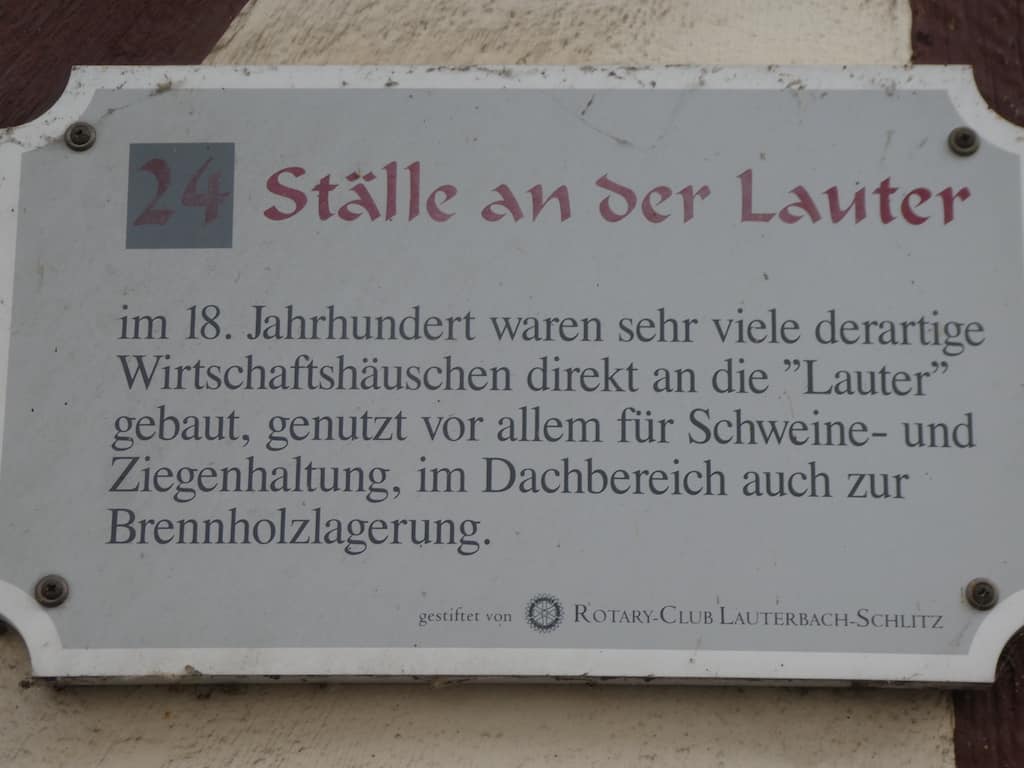 24 Ställe an der Lauter
im 18. Jahrhundert waren sehr viele derartige
Wirtschaftshäuschen direkt an die ”Lauter”
gebaut, genutzt vor allem für Schweine- und
Ziegenhaltung, im Dachbereich auch zur
Brennholzlagerung.
gestiftet von ROTARY-CLUB LAUTERBACH-SCHLITZ